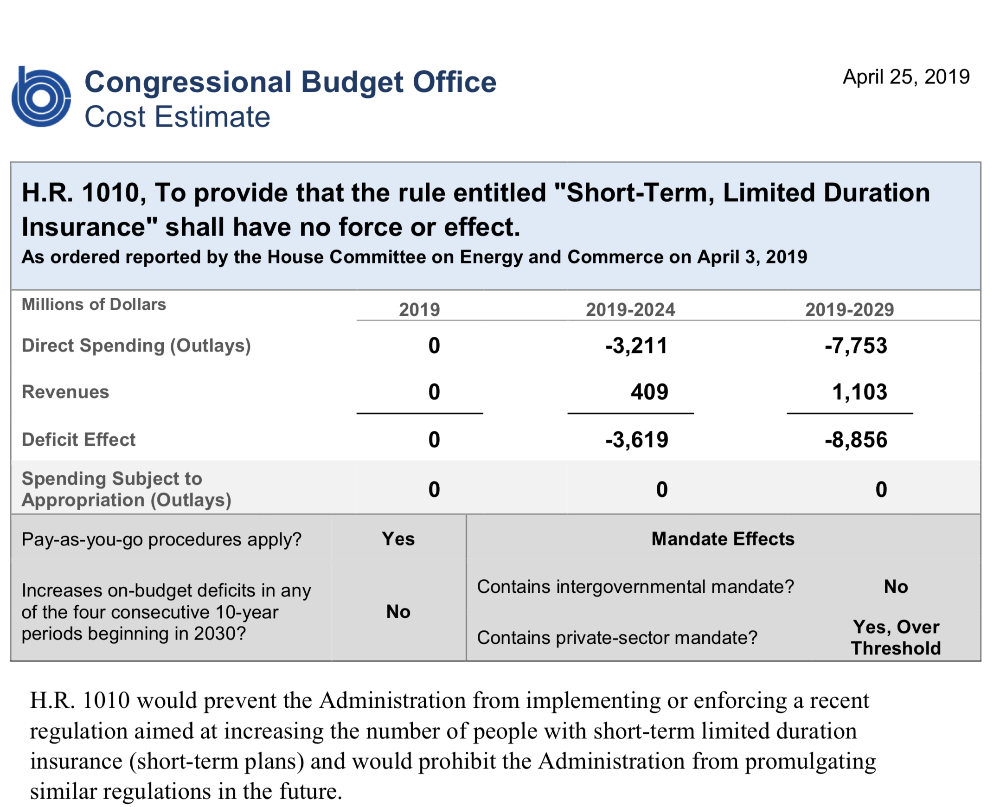 April 25, 2019
Congressional Budget Office
Cost Estimate
H.R. 1010, To provide that the rule entitled "Short-Term, Limited Duration
Insurance" shall have no force or effect.
As ordered reported by the House Committee on Energy and Commerce on April 3, 2019
Millions of Dollars 2019 2019-2024 2019-2029
Direct Spending (Outlays) 0 -3,211 -7,753
Revenues 0 409 1,103
Deficit Effect 0 -3,619 -8,856
Spending Subject to
Appropriation (Outlays) 0 0 0
Pay-as-you-go procedures apply? Yes
Increases on-budget deficits in any
of the four consecutive 10-year
periods beginning in 2030?
No
Mandate Effects
Contains intergovernmental mandate? No
Contains private-sector mandate?
Yes, Over
Threshold
H.R. 1010 would prevent the Administration from implementing or enforcing a recent
regulation aimed at increasing the number of people with short-term limited duration
insurance (short-term plans) and would prohibit the Administration from promulgating
similar regulations in the future.